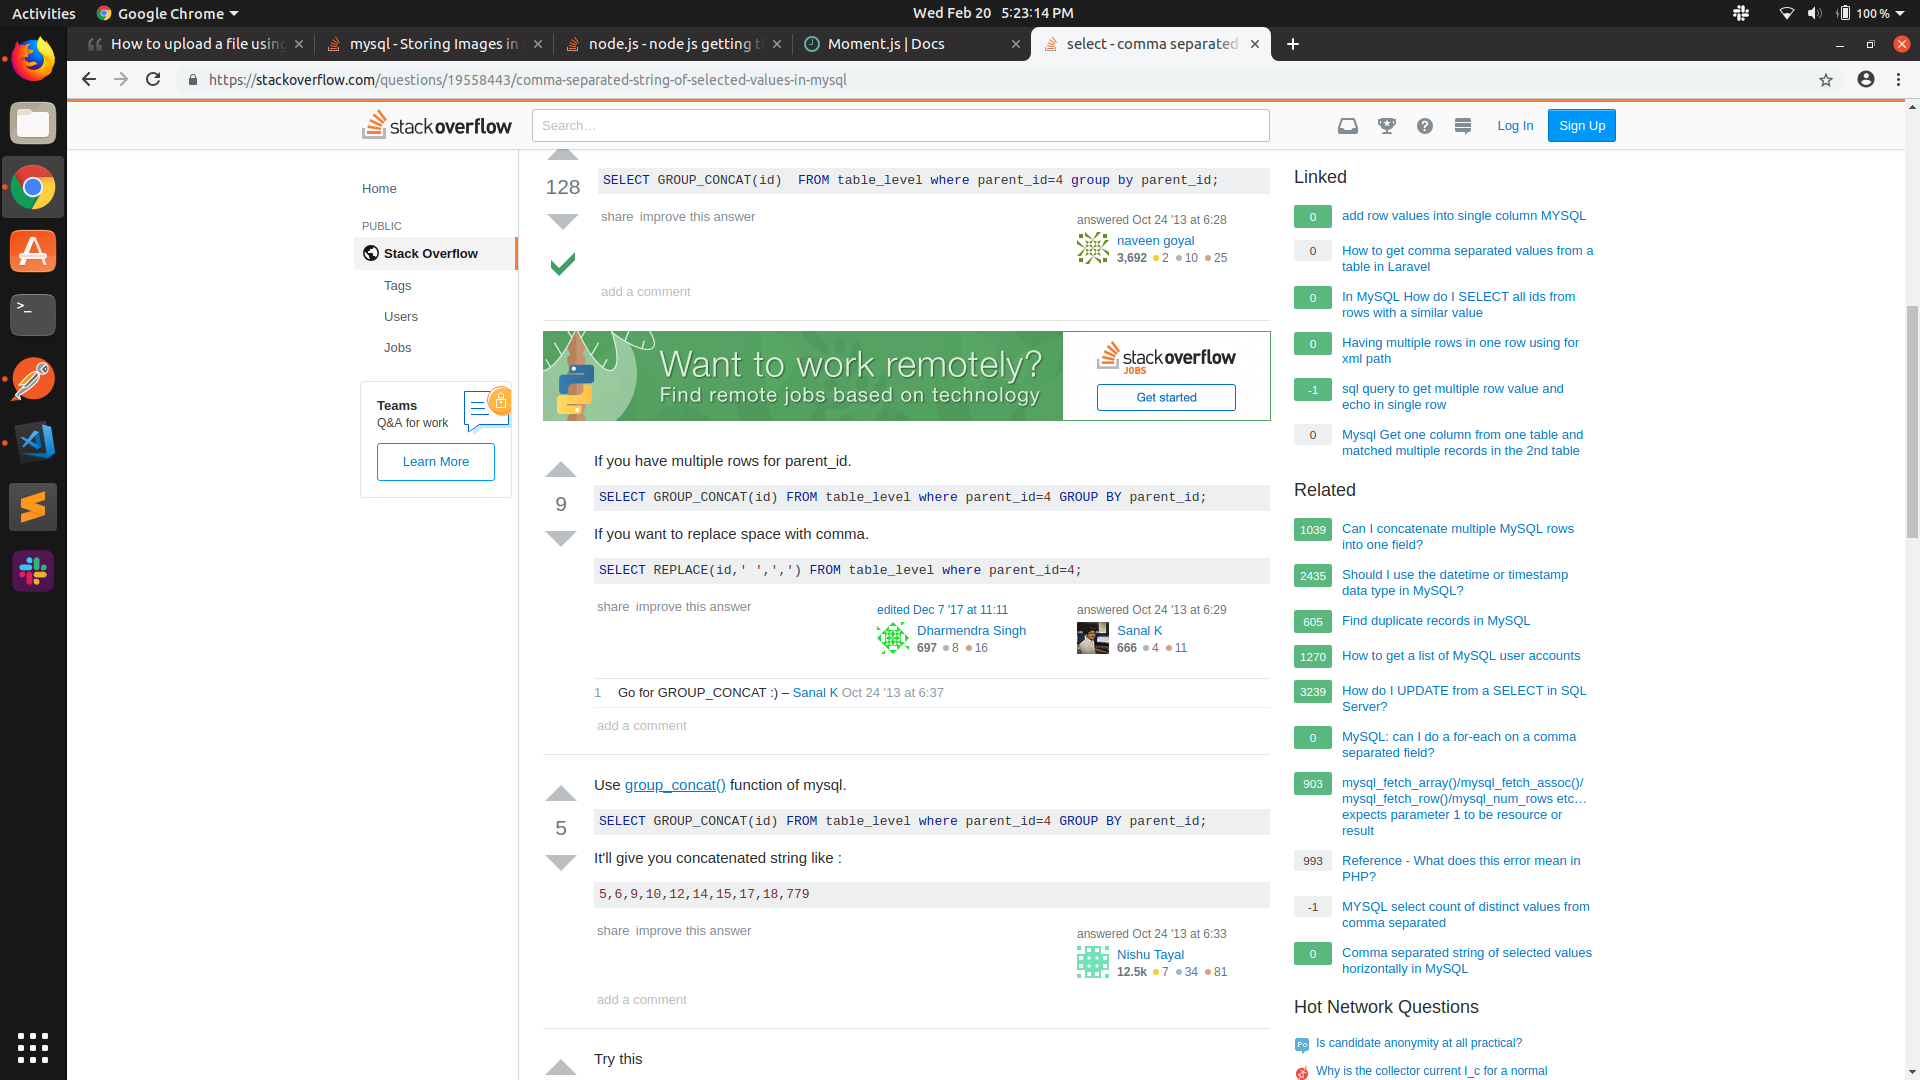 Activities
Google Chrome
Wed Feb 20 5:23:14 PM
100 %
How to upload a file using
mysql - Storing Images in
node.js - node js getting t
Moment.js | Docs
select - comma separated
https://stackoverflow.com/questions/19558443/comma-separated-string-of-selected-values-in-mysql
stackoverflow
Search…
Log In
Sign Up
Home
PUBLIC
Stack Overflow
Tags
Users
Jobs
Teams
Q&A for work
Learn More
128
SELECT GROUP_CONCAT(id)  FROM table_level where parent_id=4 group by parent_id;
share improve this answer
answered Oct 24 '13 at 6:28
naveen goyal
3,692 2 10 25
add a comment
Want to work remotely?
Find remote jobs based on technology
stackoverflow
JOBS
Get started
If you have multiple rows for parent_id.
9
SELECT GROUP_CONCAT(id) FROM table_level where parent_id=4 GROUP BY parent_id;
If you want to replace space with comma.
SELECT REPLACE(id,' ',',') FROM table_level where parent_id=4;
share improve this answer
edited Dec 7 '17 at 11:11
Dharmendra Singh
697 8 16
answered Oct 24 '13 at 6:29
Sanal K
666 4 11
1 Go for GROUP_CONCAT :) – Sanal K Oct 24 '13 at 6:37
add a comment
Use group_concat() function of mysql.
5
SELECT GROUP_CONCAT(id) FROM table_level where parent_id=4 GROUP BY parent_id;
It'll give you concatenated string like :
5,6,9,10,12,14,15,17,18,779
share improve this answer
answered Oct 24 '13 at 6:33
Nishu Tayal
12.5k 7 34 81
add a comment
Try this
Linked
0 add row values into single column MYSQL
0 How to get comma separated values from a
table in Laravel
0 In MySQL How do I SELECT all ids from
rows with a similar value
0 Having multiple rows in one row using for
xml path
-1 sql query to get multiple row value and
echo in single row
0 Mysql Get one column from one table and
matched multiple records in the 2nd table
Related
1039 Can I concatenate multiple MySQL rows
into one field?
2435 Should I use the datetime or timestamp
data type in MySQL?
605 Find duplicate records in MySQL
1270 How to get a list of MySQL user accounts
3239 How do I UPDATE from a SELECT in SQL
Server?
0 MySQL: can I do a for-each on a comma
separated field?
903 mysql_fetch_array()/mysql_fetch_assoc()/
mysql_fetch_row()/mysql_num_rows etc…
expects parameter 1 to be resource or
result
993 Reference - What does this error mean in
PHP?
-1 MYSQL select count of distinct values from
comma separated
0 Comma separated string of selected values
horizontally in MySQL
Hot Network Questions
Is candidate anonymity at all practical?
Why is the collector current I_c for a normal